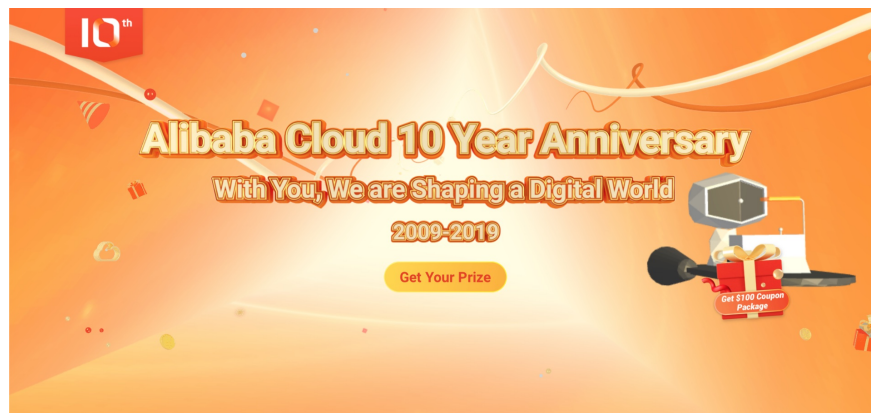 10th
Alibaba Cloud 10 Year Anniversary
With You, We are Shaping a Digital World
2009-2019
Get Your Prize
Get $100 Coupon
Package